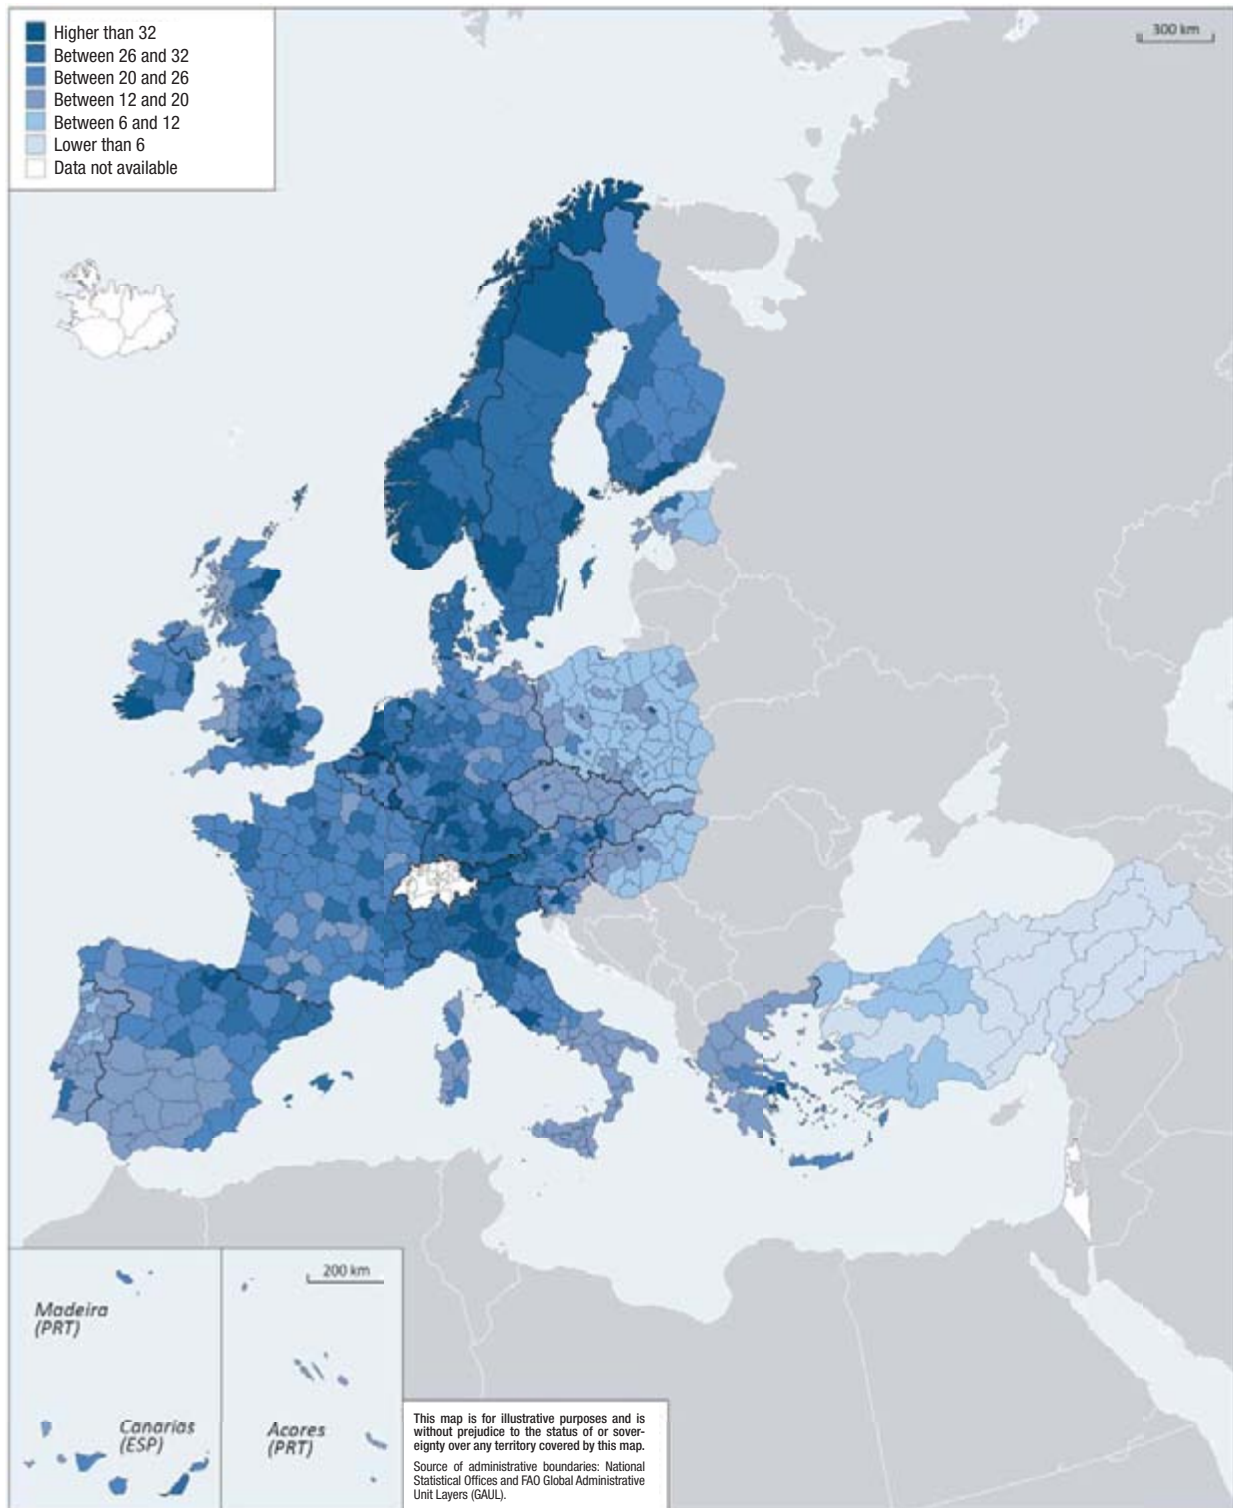 Higher than 32
Between 26 and 32
Between 20 and 26
Between 12 and 20
Between 6 and 12
Lower than 6
Data not available
300 km
200 km
Madeira
(PRT)
Canarias
(ESP)
Acores
(PRT)
This map is for illustrative purposes and is
without prejudice to the status of or sover-
eignty over any territory covered by this map.
Source of administrative boundaries: National
Statistical Offices and FAO Global Administrative
Unit Layers (GAUL).